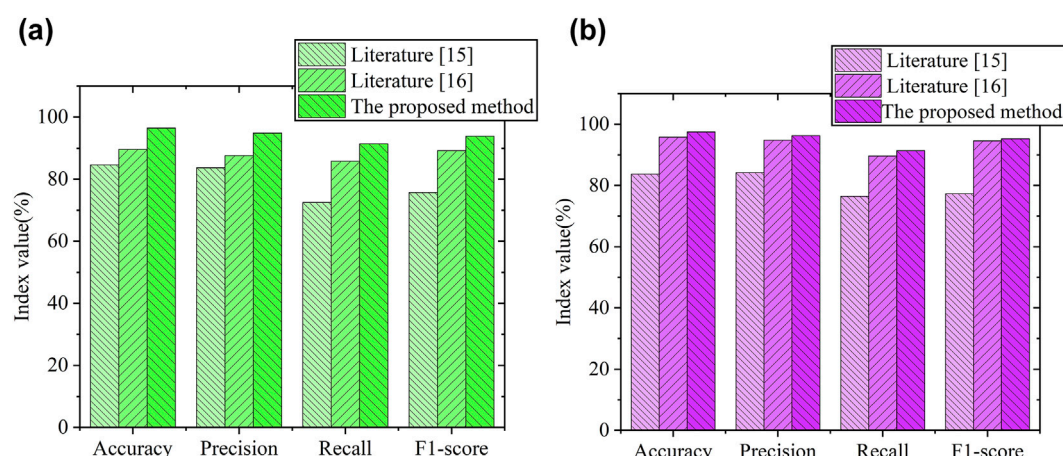 (a)
Literature [15]
Literature [16]
The proposed method
Index value(%)
100
80
60
40
20
0
Accuracy Precision Recall F1-score
(b)
Literature [15]
Literature [16]
The proposed method
Index value(%)
100
80
60
40
20
0
Accuracy Precision Recall F1-score